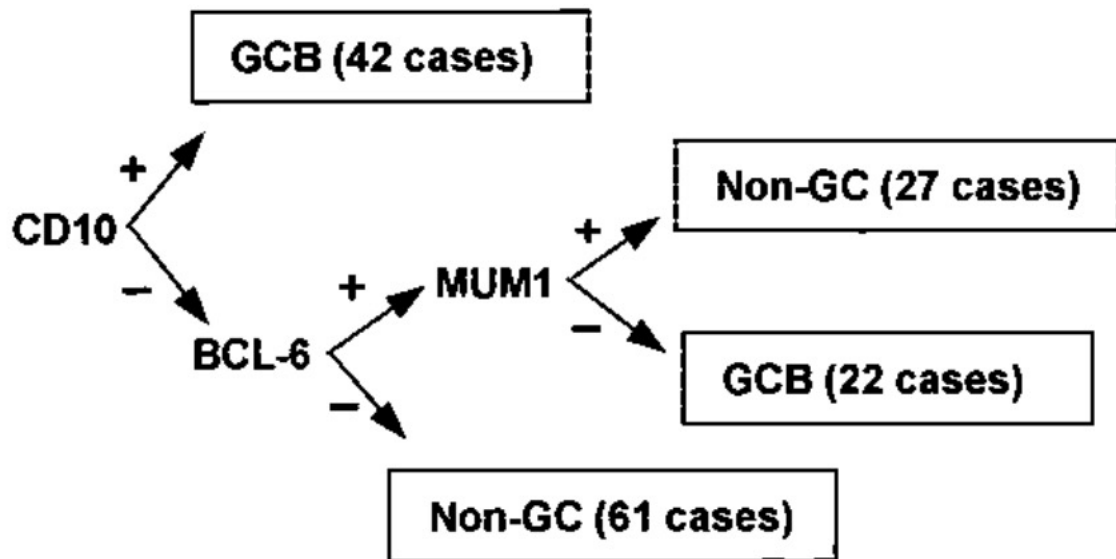 GCB (42 cases)
+
Non-GC (27 cases)
CD10
+
−
+
MUM1
−
BCL-6
GCB (22 cases)
−
Non-GC (61 cases)